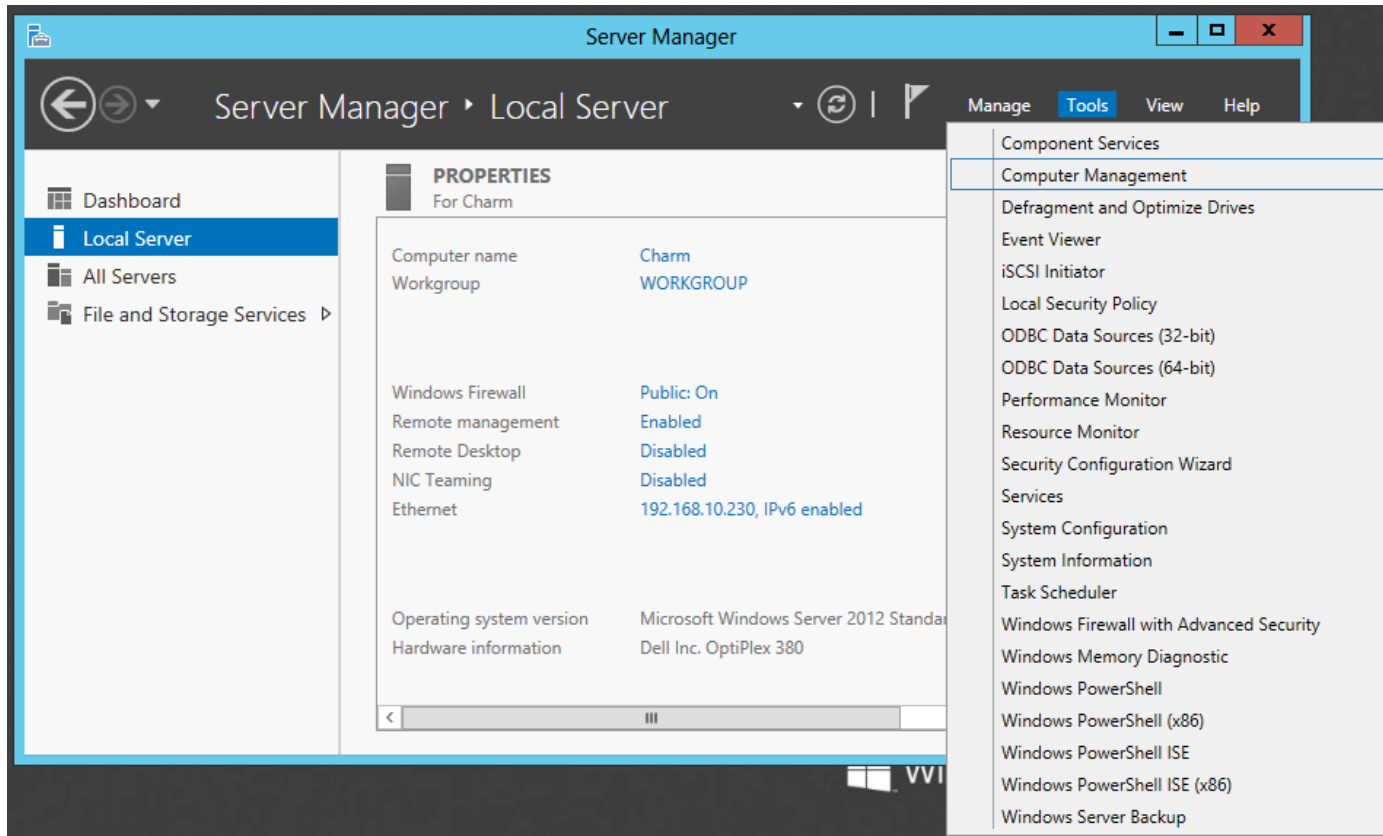 Server Manager
Server Manager ‣ Local Server
Manage Tools View Help
Dashboard
Local Server
All Servers
File and Storage Services
PROPERTIES
For Charm
Computer name Charm
Workgroup WORKGROUP
Windows Firewall Public: On
Remote management Enabled
Remote Desktop Disabled
NIC Teaming Disabled
Ethernet 192.168.10.230, IPv6 enabled
Operating system version Microsoft Windows Server 2012
Hardware information Dell Inc. OptiPlex 380
Component Services
Computer Management
Defragment and Optimize Drives
Event Viewer
iSCSI Initiator
Local Security Policy
ODBC Data Sources (32-bit)
ODBC Data Sources (64-bit)
Performance Monitor
Resource Monitor
Security Configuration Wizard
Services
System Configuration
System Information
Task Scheduler
Windows Firewall with Advanced Security
Windows Memory Diagnostic
Windows PowerShell
Windows PowerShell (x86)
Windows PowerShell ISE
Windows PowerShell ISE (x86)
Windows Server Backup